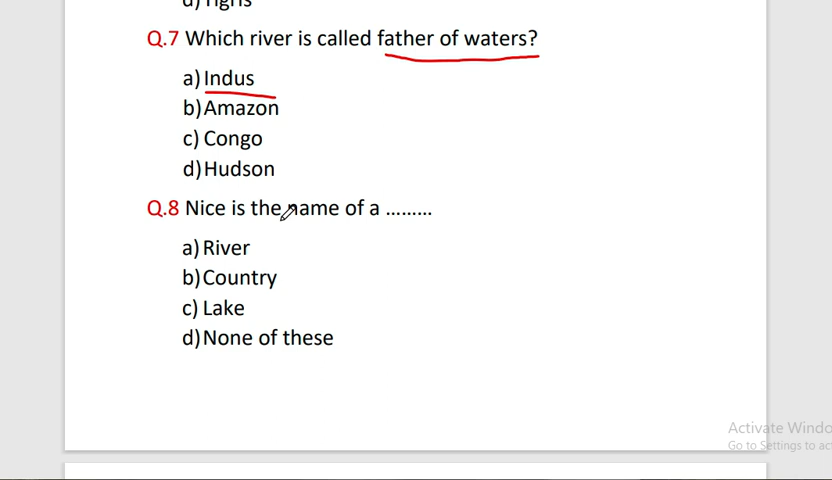 d) Tigris
Q.7 Which river is called father of waters?
a) Indus
b) Amazon
c) Congo
d) Hudson
Q.8 Nice is the name of a .........
a) River
b) Country
c) Lake
d) None of these
Activate Windo
Go to Settings to ac